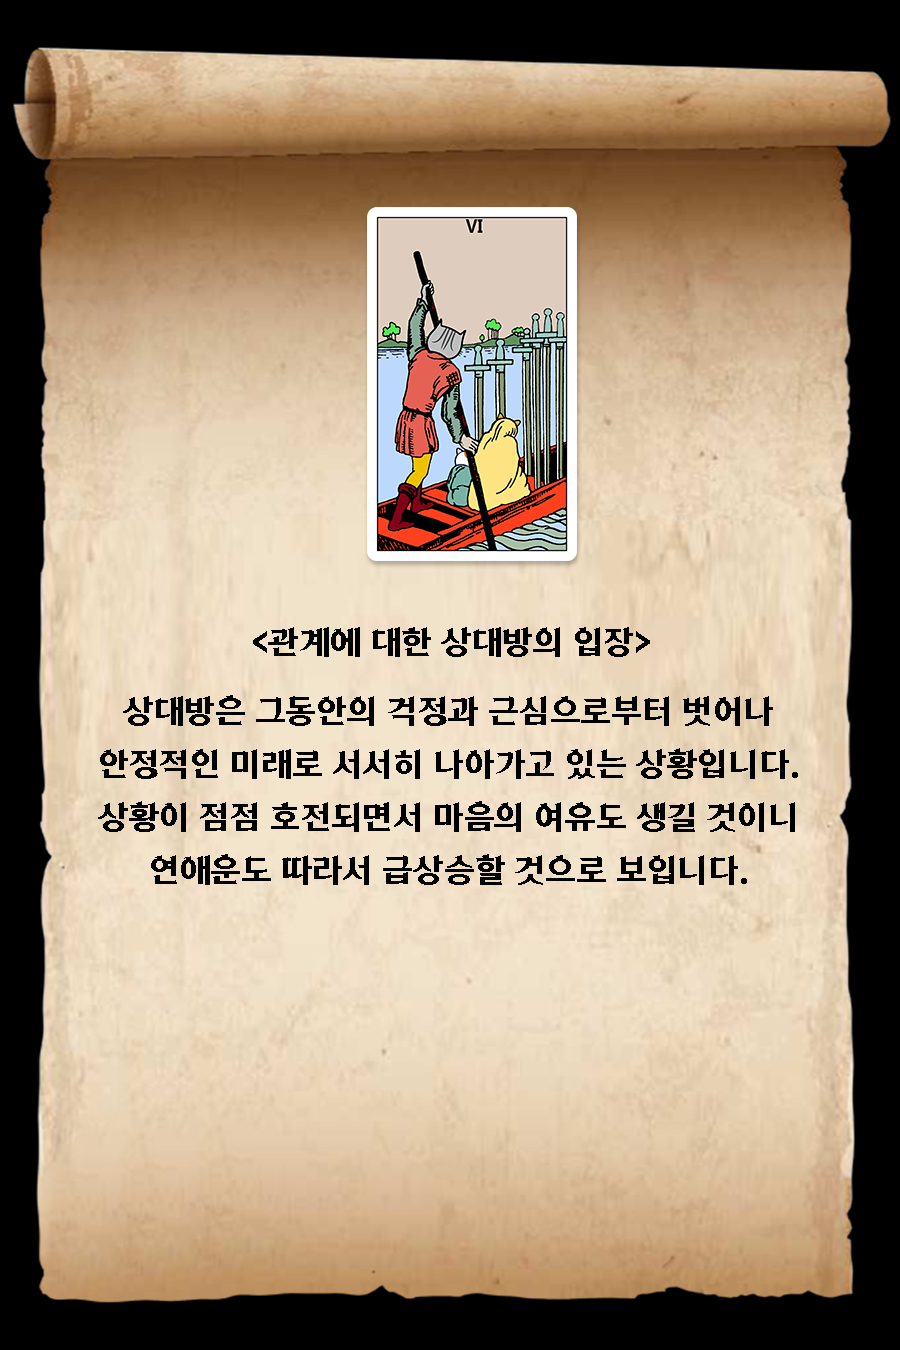 VI
<관계에 대한 상대방의 입장>
상대방은 그동안의 걱정과 근심으로부터 벗어나
안정적인 미래로 서서히 나아가고 있는 상황입니다.
상황이 점점 호전되면서 마음의 여유도 생길 것이니
연애운도 따라서 급상승할 것으로 보입니다.